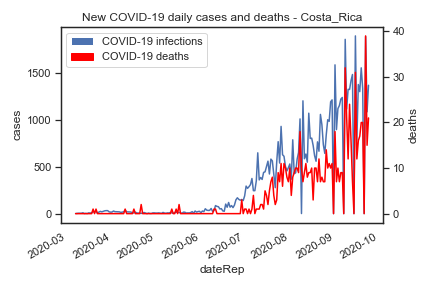 New COVID-19 daily cases and deaths - Costa_Rica
COVID-19 infections
COVID-19 deaths
cases
1500
1000
500
0
deaths
40
30
20
10
0
2020-03
2020-04
2020-05
2020-06
2020-07
2020-08
2020-09
2020-10
dateRep